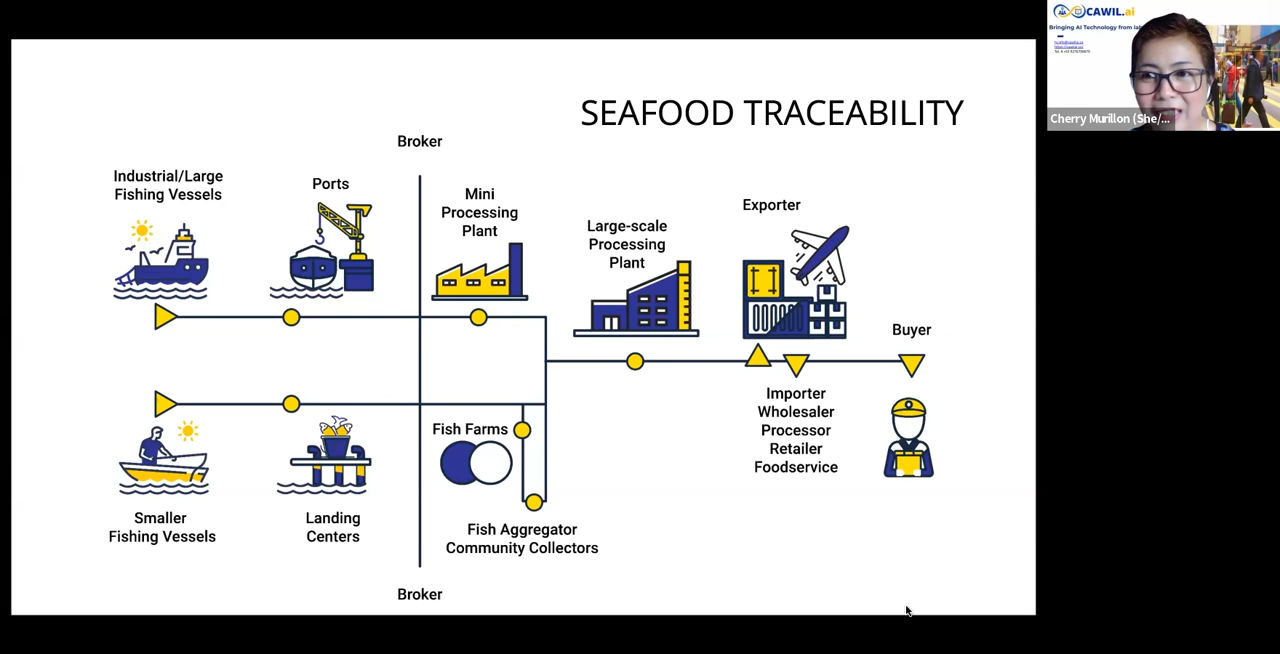 SEAFOOD TRACEABILITY
Broker
Industrial/Large
Fishing Vessels
Ports
Mini
Processing
Plant
Large-scale
Processing
Plant
Exporter
Buyer
Importer
Wholesaler
Processor
Retailer
Foodservice
Fish Farms
Smaller
Fishing Vessels
Landing
Centers
Fish Aggregator
Community Collectors
Broker
CAWIL.ai
Bringing AI Technology from lab
Cherry Murillon (She/...